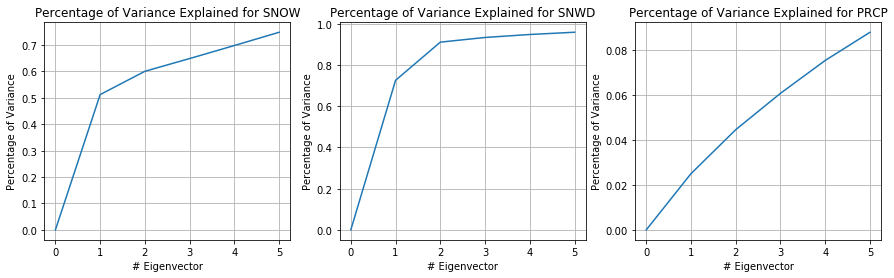 Percentage of Variance Explained for SNOW
Percentage of Variance
0.7
0.6
0.5
0.4
0.3
0.2
0.1
0.0
0 1 2 3 4 5
# Eigenvector
Percentage of Variance Explained for SNWD
Percentage of Variance
1.0
0.8
0.6
0.4
0.2
0.0
0 1 2 3 4 5
# Eigenvector
Percentage of Variance Explained for PRCP
Percentage of Variance
0.08
0.06
0.04
0.02
0.00
0 1 2 3 4 5
# Eigenvector